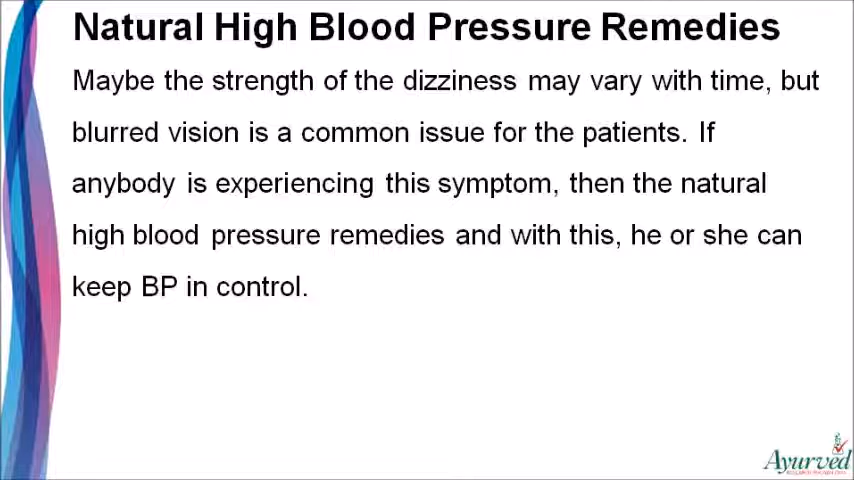 Natural High Blood Pressure Remedies
Maybe the strength of the dizziness may vary with time, but
blurred vision is a common issue for the patients. If
anybody is experiencing this symptom, then the natural
high blood pressure remedies and with this, he or she can
keep BP in control.
Ayurved